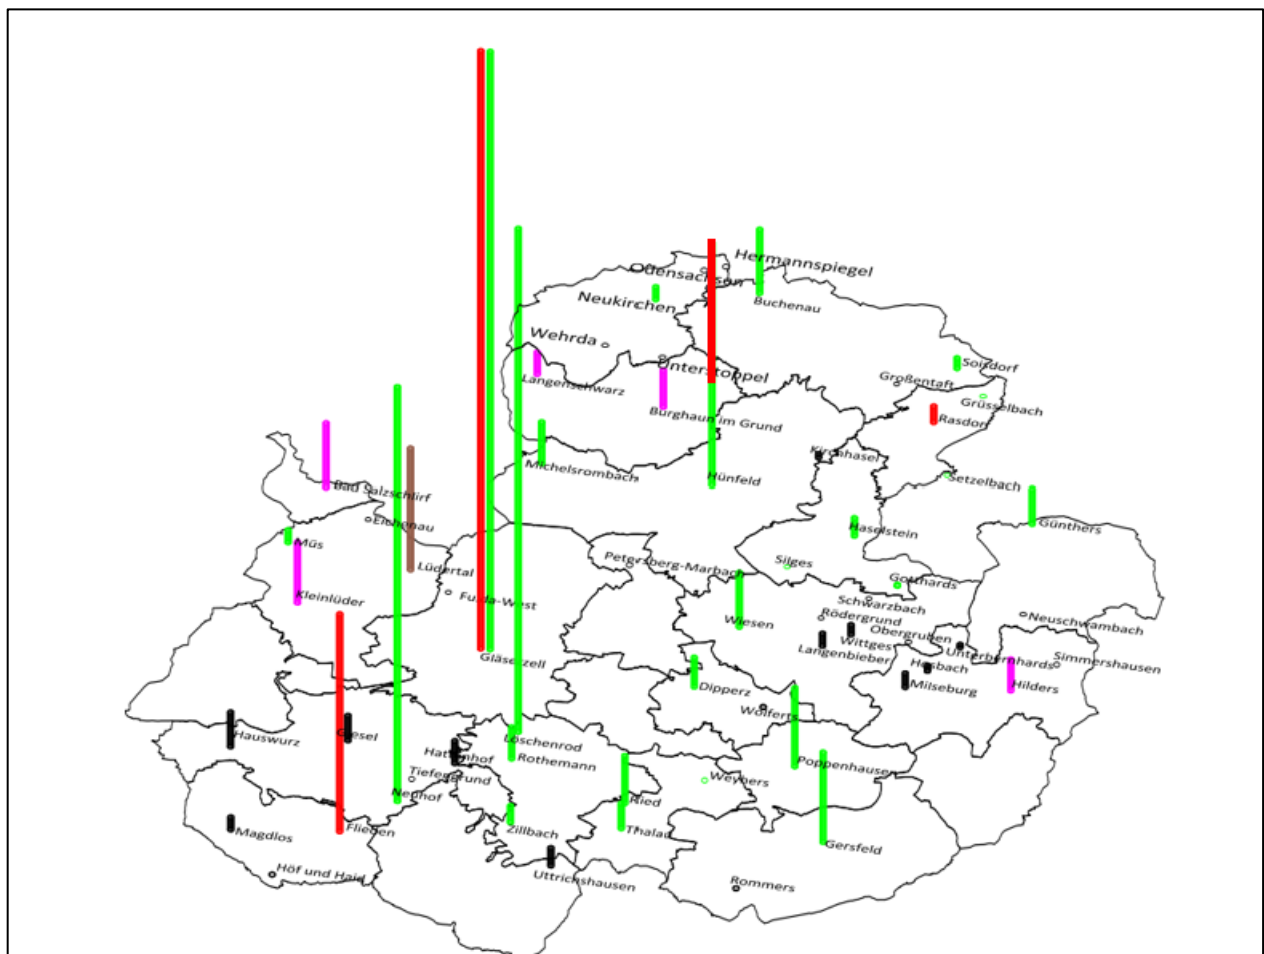 Hermannspiegel
Odensachsen
Neukirchen
Buchenau
Wehrda
Unterstoppel
Soisdorf
Großentaft
Langenschwarz
Grüsselbach
Burghaun im Grund
Rasdorf
Kirchhasel
Michelsrombach
Hünfeld
Setzelbach
Bad Salzschlirf
Eichenau
Günthers
Haselstein
Müs
Petersberg-Marbach
Silges
Lüdertal
Gotthards
Kleinlüder
Fulda-West
Schwarzbach
Rödergrund
Neuschwambach
Wiesen
Obergruben
Wittges
Langenbieber
Unterbernhards
Gläserzell
Simmershausen
Hesbach
Dipperz
Milseburg
Hilders
Wolferts
Giesel
Hauswurz
Löschenrod
Hattenhof
Rothemann
Poppenhausen
Tiefengrund
Weyhers
Neuhof
Ried
Flieden
Magdlos
Zillbach
Thalau
Gersfeld
Höf und Haid
Uttrichshausen
Rommers